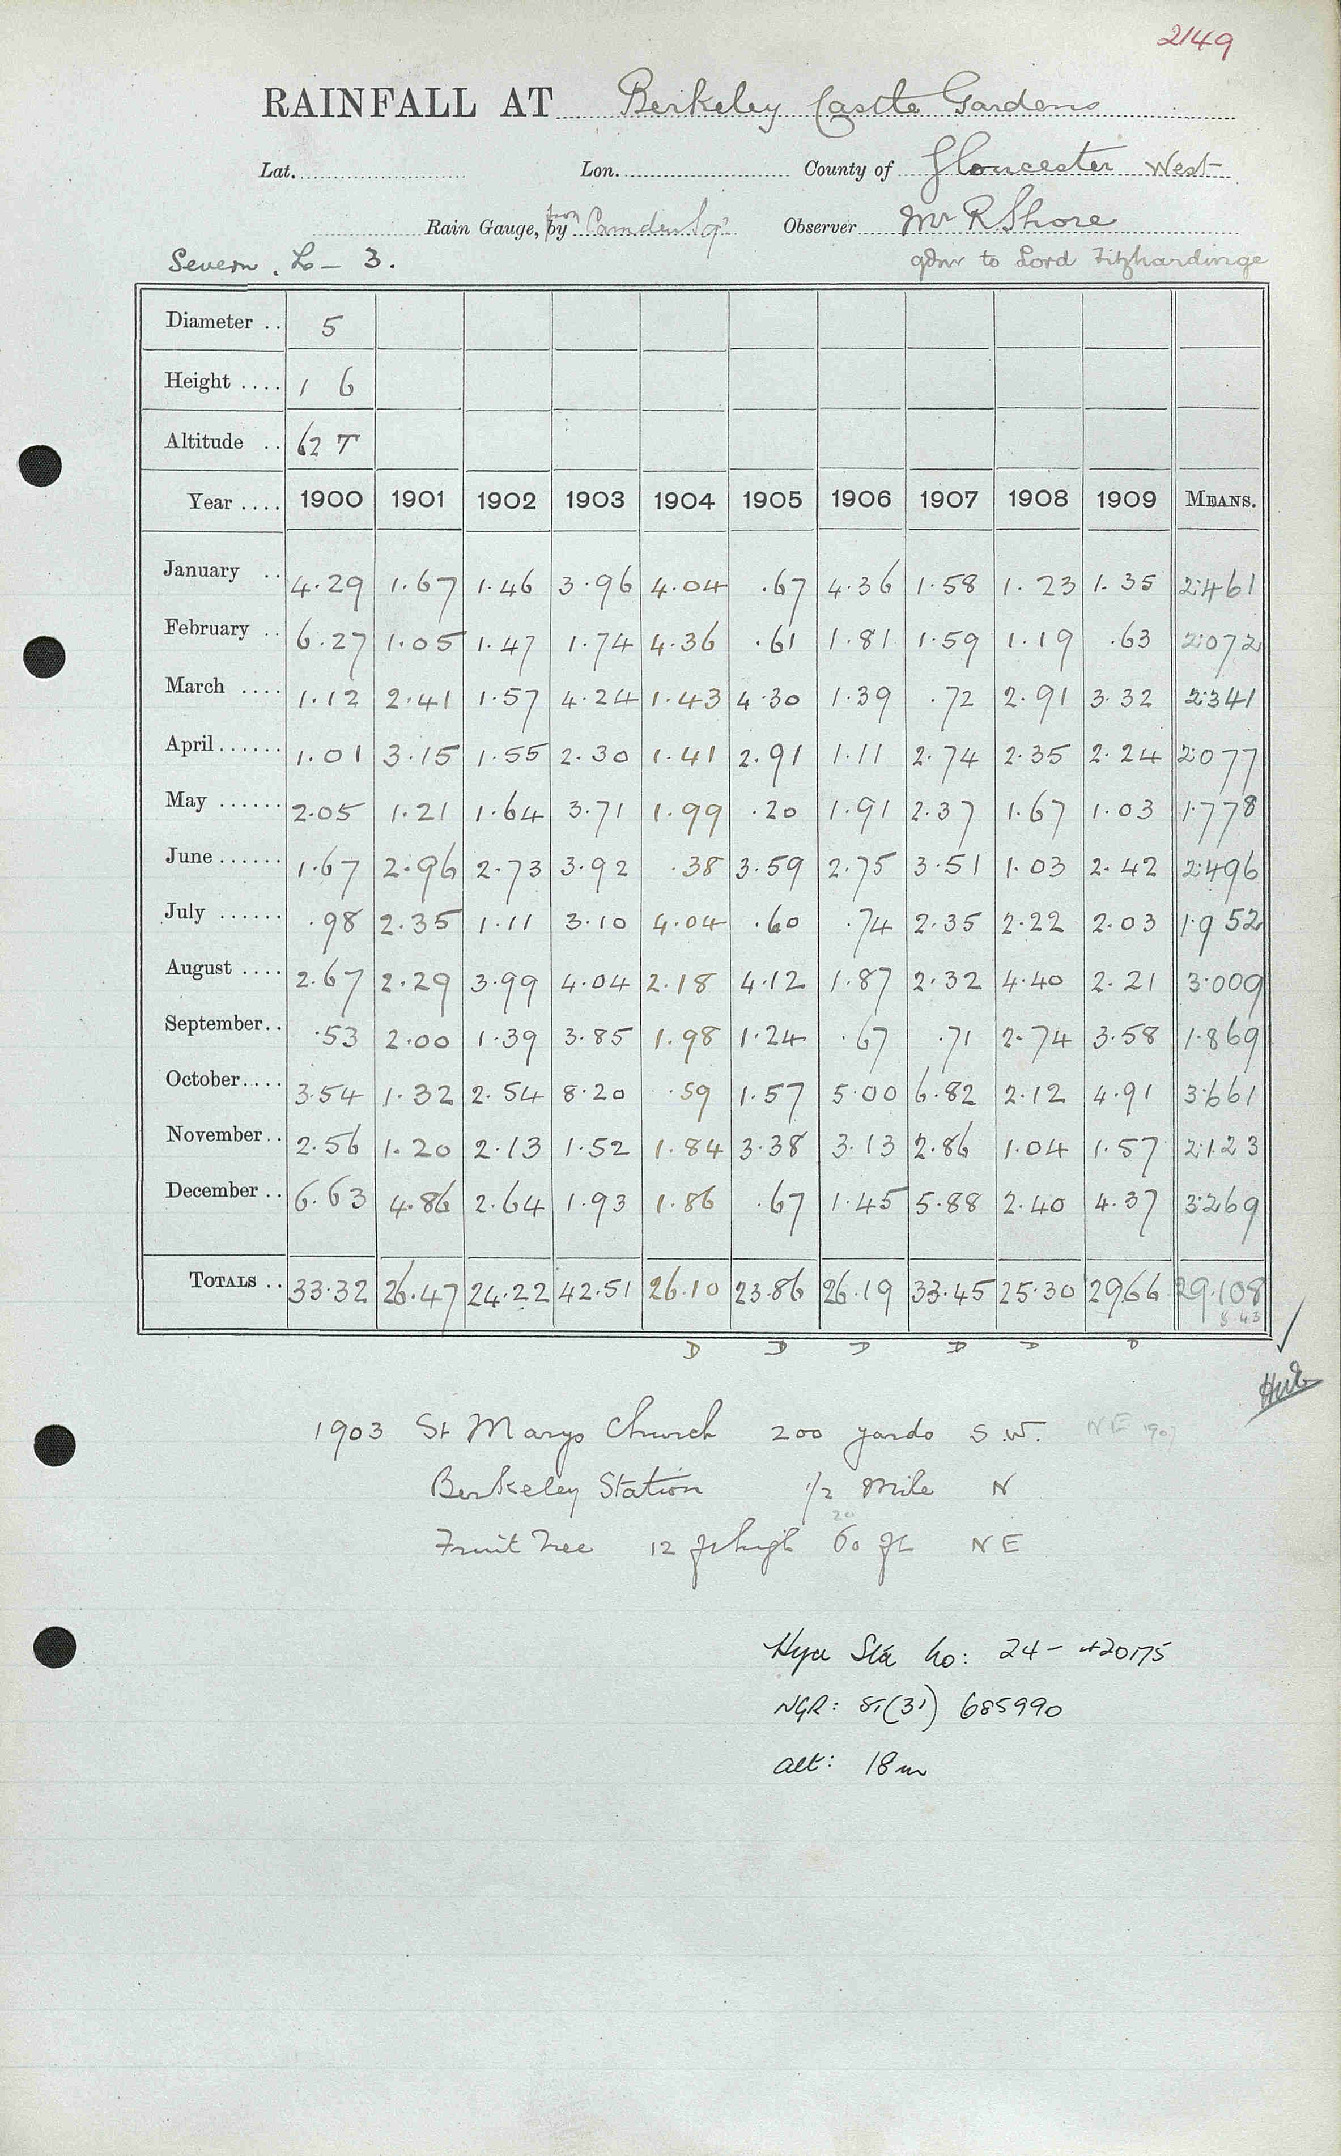 2149
RAINFALL AT Berkeley Castle Gardens
Lat. Lon. County of Gloucester West
Rain Gauge, by from Camden Sqr Observer Mr R Shore
Severn. L – 3. gdnr to Lord Fitzhardinge
Diameter .. 5
Height .... 1 6
Altitude .. 62 T
Year .... 1900 1901 1902 1903 1904 1905 1906 1907 1908 1909 MEANS.
January .. 4.29 1.67 1.46 3.96 4.04 .67 4.36 1.58 1.23 1.35 2.461
February .. 6.27 1.05 1.47 1.74 4.36 .61 1.81 1.59 1.19 .63 2.072
March .... 1.12 2.41 1.57 4.24 1.43 4.30 1.39 .72 2.91 3.32 2.341
April ...... 1.01 3.15 1.55 2.30 1.41 2.91 1.11 2.74 2.35 2.24 2.077
May ...... 2.05 1.21 1.64 3.71 1.99 .20 1.91 2.37 1.67 1.03 1.778
June ...... 1.67 2.96 2.73 3.92 .38 3.59 2.75 3.51 1.03 2.42 2.496
July ...... .98 2.35 1.11 3.10 4.04 .60 .74 2.35 2.22 2.03 1.952
August .... 2.67 2.29 3.99 4.04 2.18 4.12 1.87 2.32 4.40 2.21 3.009
September.. .53 2.00 1.39 3.85 1.98 1.24 .67 .71 2.74 3.58 1.869
October.... 3.54 1.32 2.54 8.20 .59 1.57 5.00 6.82 2.12 4.91 3.661
November.. 2.56 1.20 2.13 1.52 1.84 3.38 3.13 2.86 1.04 1.57 2.123
December .. 6.63 4.86 2.64 1.93 1.86 .67 1.45 5.88 2.40 4.37 3.269
TOTALS .. 33.32 26.47 24.22 42.51 26.10 23.86 26.19 33.45 25.30 29.66 29.108
D D D D D D
1903 St Marys Church 200 yards S.W. NE 1907
Berkeley Station 1/2 mile N
20
Fruit Tree 12 ft high 60 ft NE
Sta No: 24 – 420175
NGR: ST(31) 685990
alt: 18m